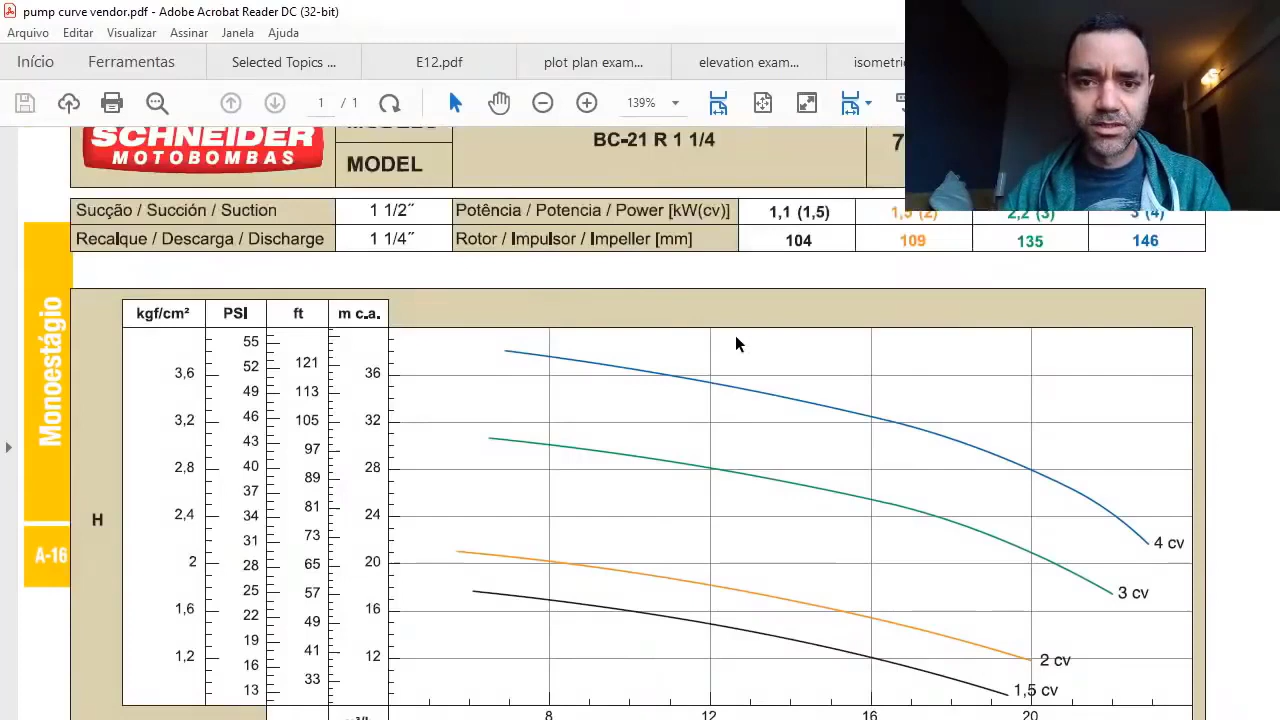 pump curve vendor.pdf - Adobe Acrobat Reader DC (32-bit)
Arquivo Editar Visualizar Assinar Janela Ajuda
Início Ferramentas Selected Topics ... E12.pdf plot plan exam... elevation exam... isometri
1 / 1 139%
SCHNEIDER
MOTOBOMBAS
MODEL
BC-21 R 1 1/4
7
Sucção / Succión / Suction 1 1/2˝ Potência / Potencia / Power [kW(cv)] 1,1 (1,5) 1,5 (2) 2,2 (3) 3 (4)
Recalque / Descarga / Discharge 1 1/4˝ Rotor / Impulsor / Impeller [mm] 104 109 135 146
Monoestágio
A-16
H
kgf/cm² PSI ft m c.a.
55
3,6 52 121 36
49 113
3,2 46 105 32
43 97
2,8 40 89 28
37 81
2,4 34 73 24
31
2 28 65 20
25 57
1,6 22 49 16
19 41
1,2 16 33 12
13
4 cv
3 cv
2 cv
1,5 cv
8 12 16 20